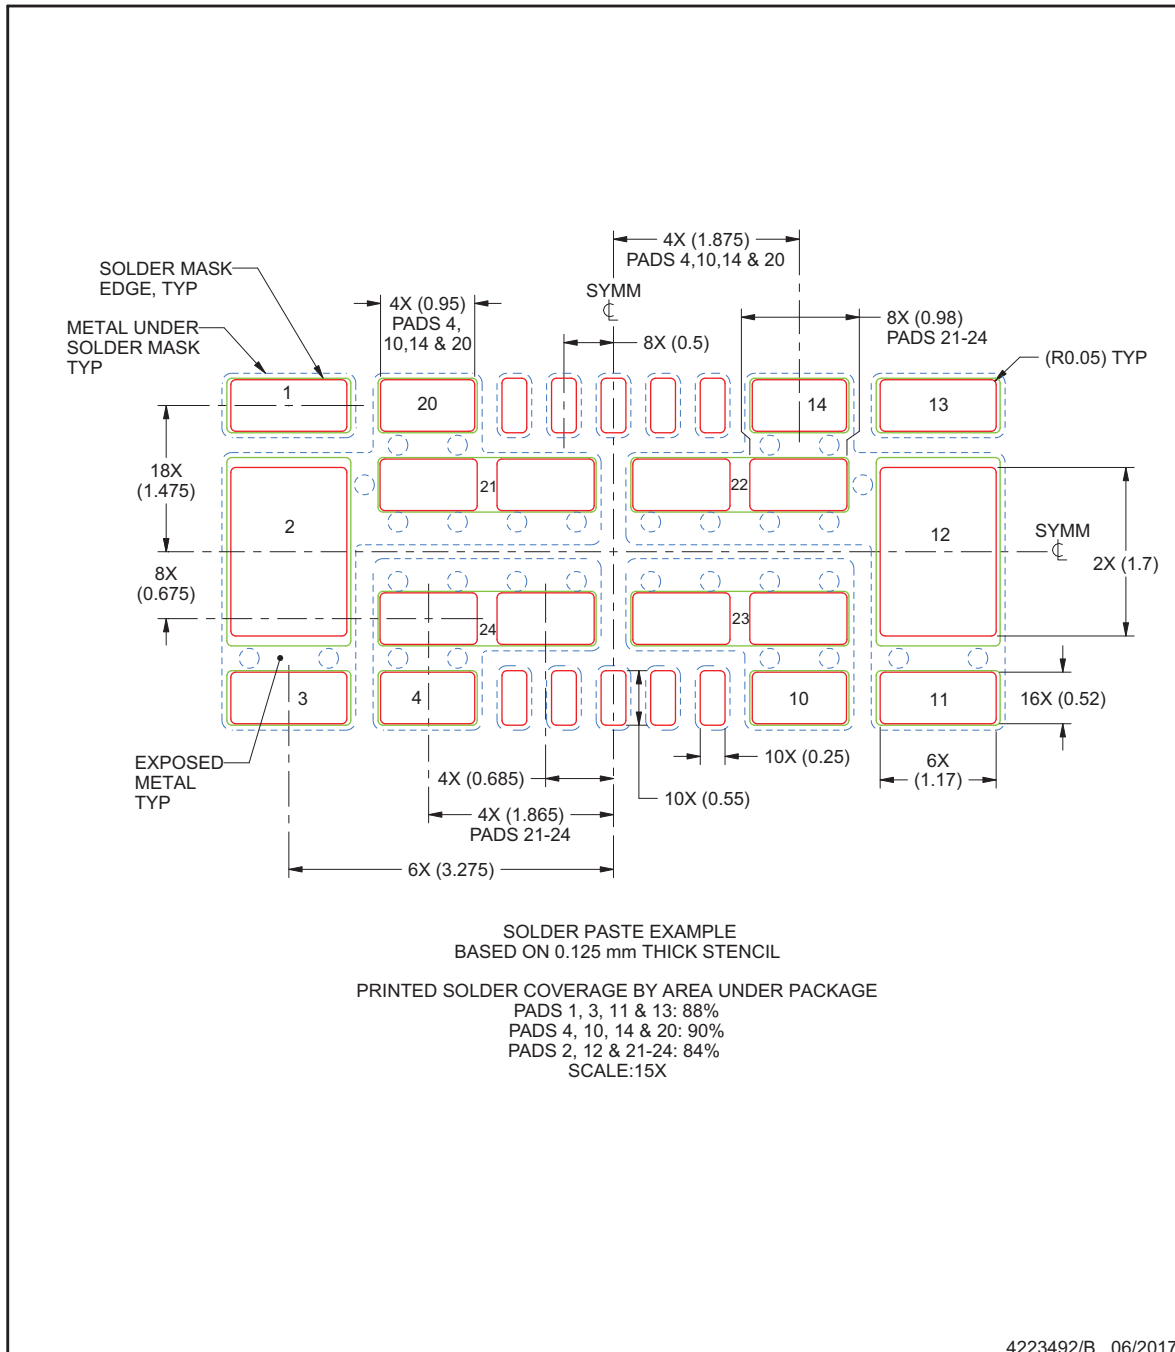 4X (1.875)
PADS 4,10,14 & 20
SOLDER MASK
EDGE, TYP
SYMM
4X (0.95)
PADS 4,
10,14 & 20
METAL UNDER
SOLDER MASK
TYP
8X (0.5)
8X (0.98)
PADS 21-24
(R0.05) TYP
1
20
14
13
18X
(1.475)
21
22
2
12
SYMM
2X (1.7)
8X
(0.675)
24
23
3
4
10
11
16X (0.52)
EXPOSED
METAL
TYP
4X (0.685)
10X (0.25)
6X
(1.17)
10X (0.55)
4X (1.865)
PADS 21-24
6X (3.275)
SOLDER PASTE EXAMPLE
BASED ON 0.125 mm THICK STENCIL
PRINTED SOLDER COVERAGE BY AREA UNDER PACKAGE
PADS 1, 3, 11 & 13: 88%
PADS 4, 10, 14 & 20: 90%
PADS 2, 12 & 21-24: 84%
SCALE:15X
4223492/B 06/2017